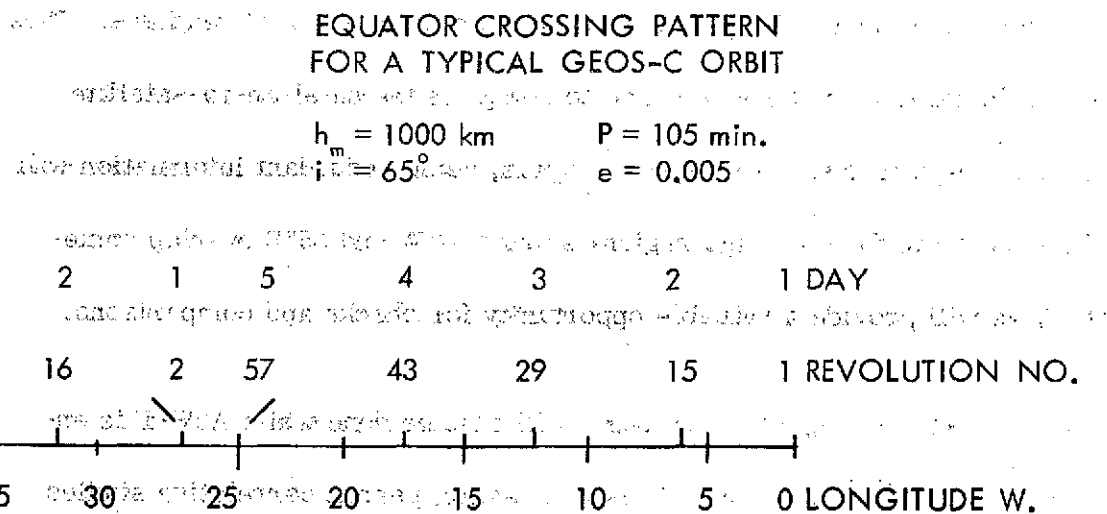 EQUATOR CROSSING PATTERN
FOR A TYPICAL GEOS-C ORBIT
hₘ = 1000 km P = 105 min.
i = 65° e = 0.005
2 1 5 4 3 2 1 DAY
16 2 57 43 29 15 1 REVOLUTION NO.
5 30 25 20 15 10 5 0 LONGITUDE W.